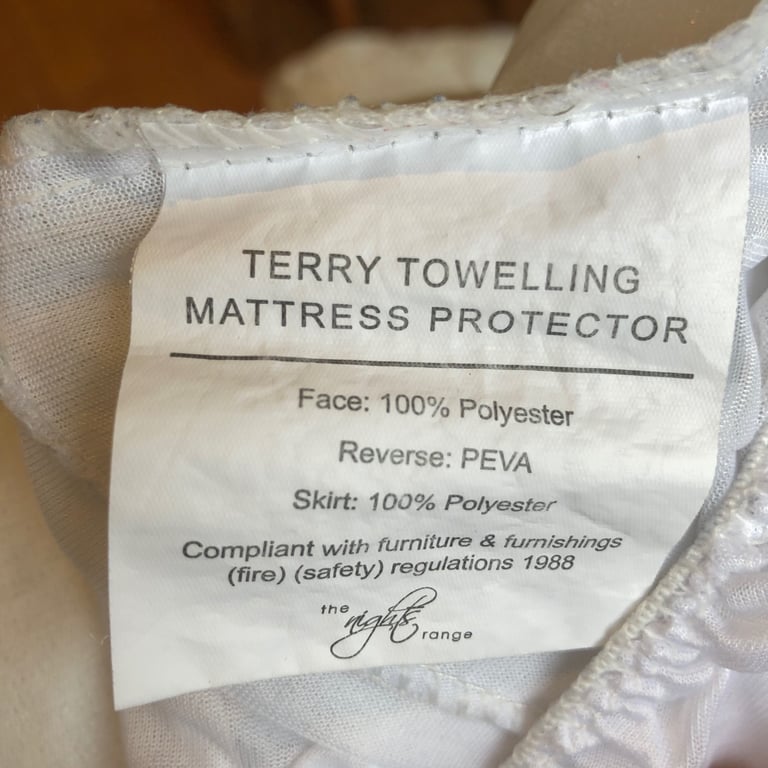 TERRY TOWELLING
MATTRESS PROTECTOR
Face: 100% Polyester
Reverse: PEVA
Skirt: 100% Polyester
Compliant with furniture & furnishings
(fire) (safety) regulations 1988
the nights range